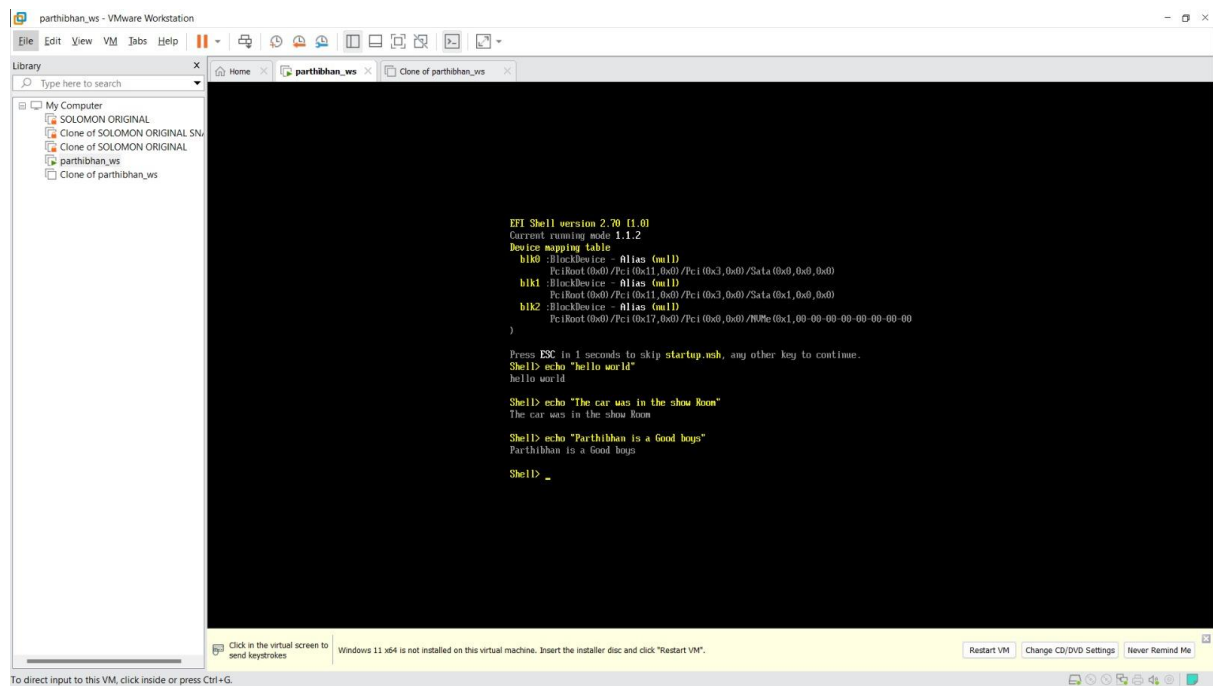 parthibhan_ws - VMware Workstation
File Edit View VM Tabs Help
Library
Type here to search
My Computer
SOLOMON ORIGINAL
Clone of SOLOMON ORIGINAL SN
Clone of SOLOMON ORIGINAL
parthibhan_ws
Clone of parthibhan_ws
Home parthibhan_ws Clone of parthibhan_ws
EFI Shell version 2.70 [1.0]
Current running mode 1.1.2
Device mapping table
blk0 :BlockDevice - Alias (null)
PciRoot(0x0)/Pci(0x11,0x0)/Pci(0x3,0x0)/Sata(0x0,0x0,0x0)
blk1 :BlockDevice - Alias (null)
PciRoot(0x0)/Pci(0x11,0x0)/Pci(0x3,0x0)/Sata(0x1,0x0,0x0)
blk2 :BlockDevice - Alias (null)
PciRoot(0x0)/Pci(0x17,0x0)/Pci(0x0,0x0)/NVMe(0x1,00-00-00-00-00-00-00-00
)
Press ESC in 1 seconds to skip startup.nsh, any other key to continue.
Shell> echo "hello world"
hello world
Shell> echo "The car was in the show Room"
The car was in the show Room
Shell> echo "Parthibhan is a Good boys"
Parthibhan is a Good boys
Shell> _
Click in the virtual screen to
send keystrokes
Windows 11 x64 is not installed on this virtual machine. Insert the installer disc and click "Restart VM".
Restart VM Change CD/DVD Settings Never Remind Me
To direct input to this VM, click inside or press Ctrl+G.